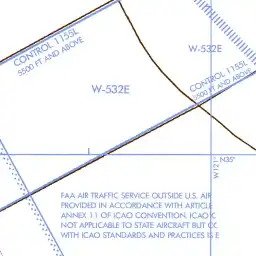 CONTROL 1155L
5500 FT AND ABOVE
W-532E
W-532E
CONTROL 1155L
5500 FT AND ABOVE
W121°
N35°
FAA AIR TRAFFIC SERVICE OUTSIDE U.S. AIR
PROVIDED IN ACCORDANCE WITH ARTICLE
ANNEX 11 OF ICAO CONVENTION. ICAO
NOT APPLICABLE TO STATE AIRCRAFT BUT
WITH ICAO STANDARDS AND PRACTICES IS